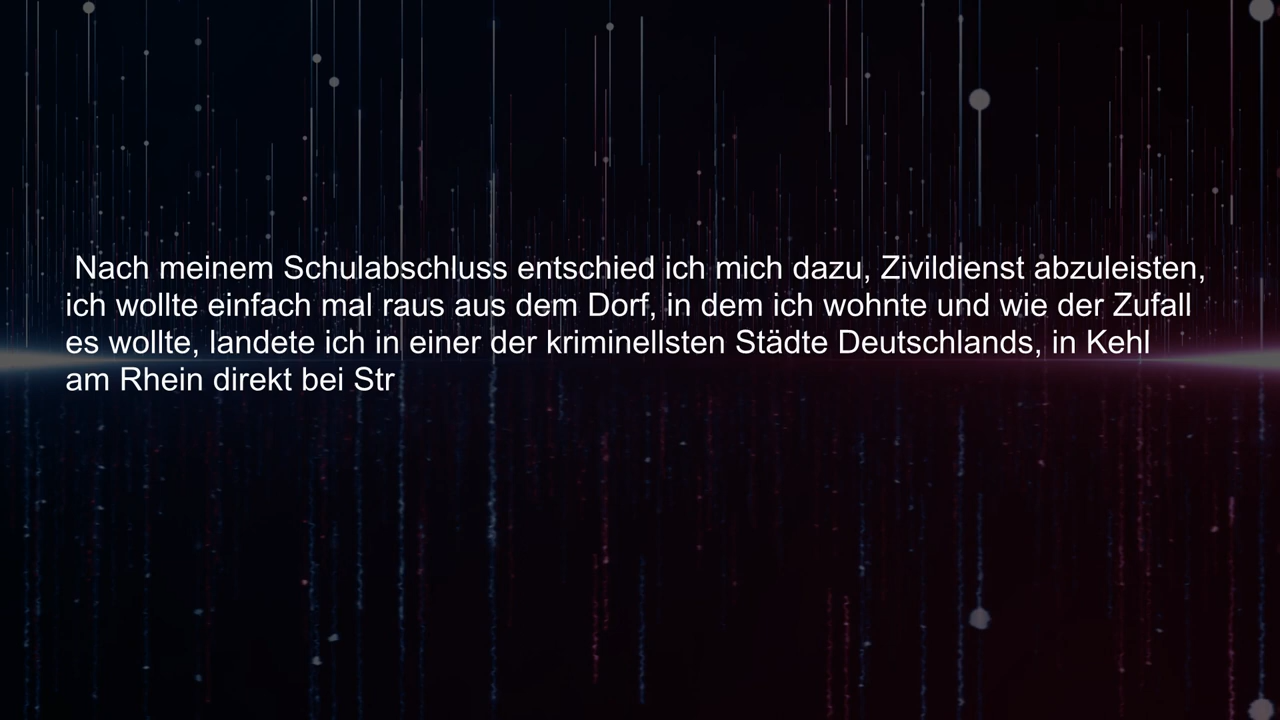 Nach meinem Schulabschluss entschied ich mich dazu, Zivildienst abzuleisten,
ich wollte einfach mal raus aus dem Dorf, in dem ich wohnte und wie der Zufall
es wollte, landete ich in einer der kriminellsten Städte Deutschlands, in Kehl
am Rhein direkt bei Str